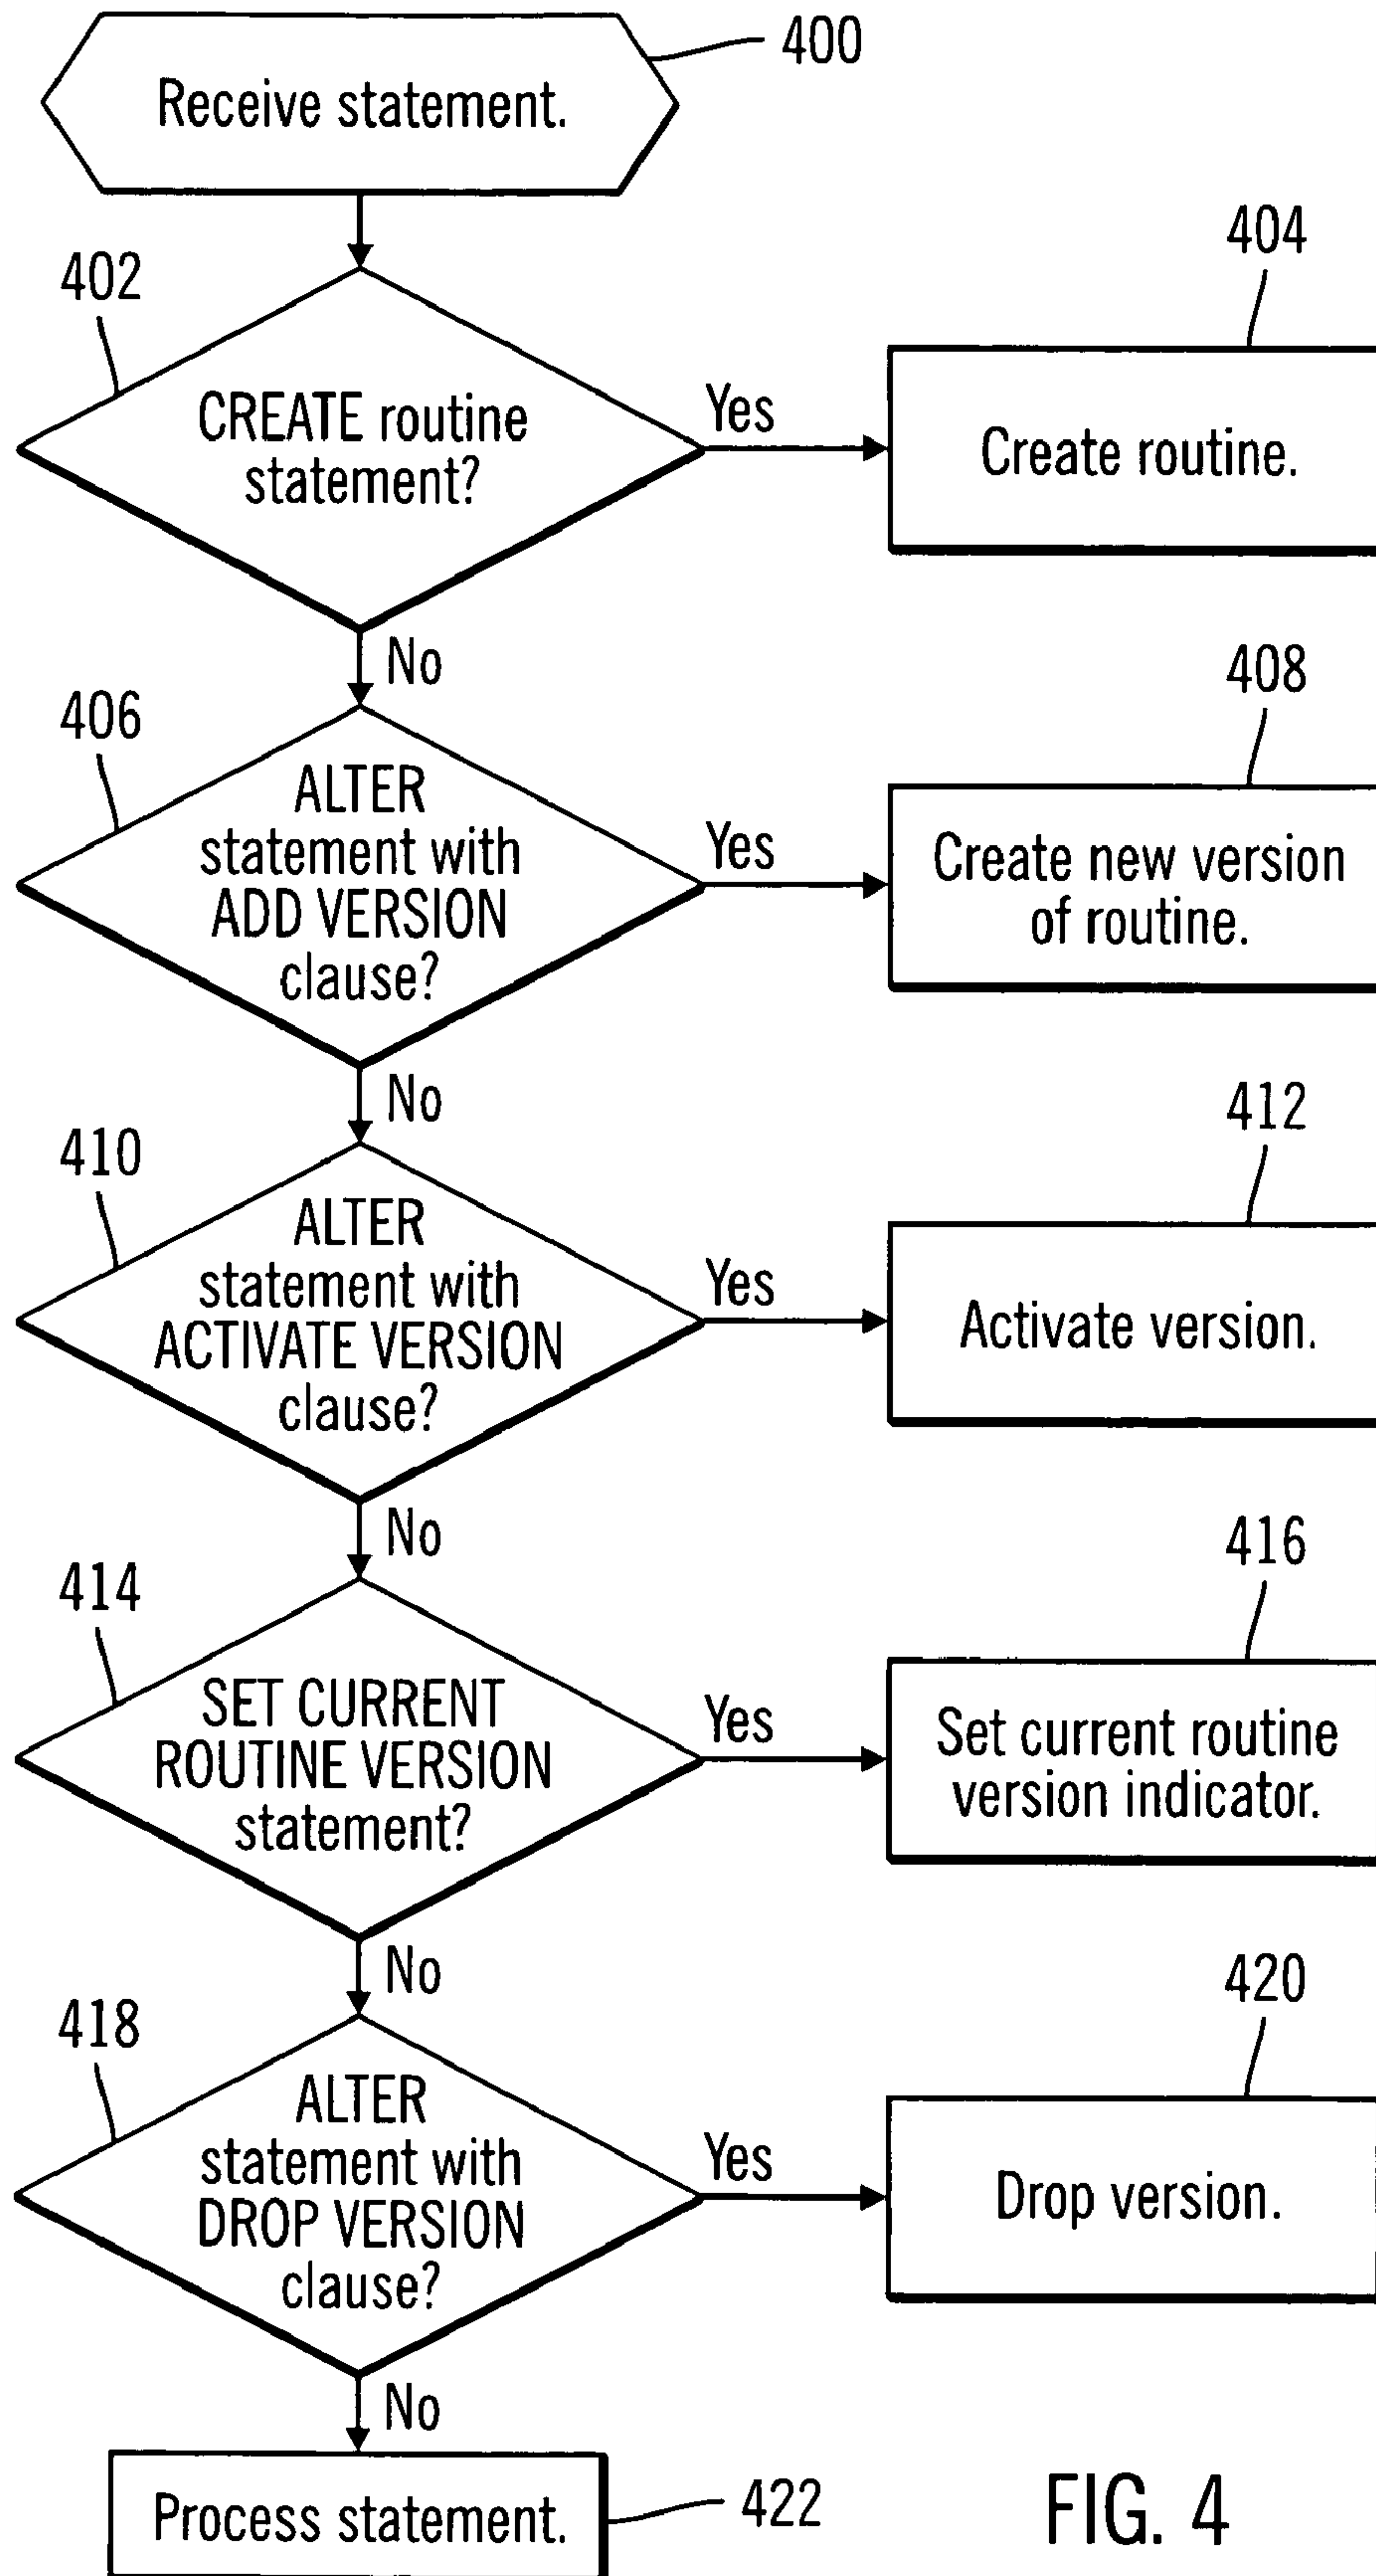 400
Receive statement.
402
404
CREATE routine
statement?
Yes
Create routine.
No
406
408
ALTER
statement with
ADD VERSION
clause?
Yes
Create new version
of routine.
No
410
412
ALTER
statement with
ACTIVATE VERSION
clause?
Yes
Activate version.
No
414
416
SET CURRENT
ROUTINE VERSION
statement?
Yes
Set current routine
version indicator.
No
418
420
ALTER
statement with
DROP VERSION
clause?
Yes
Drop version.
No
Process statement.
422
FIG. 4